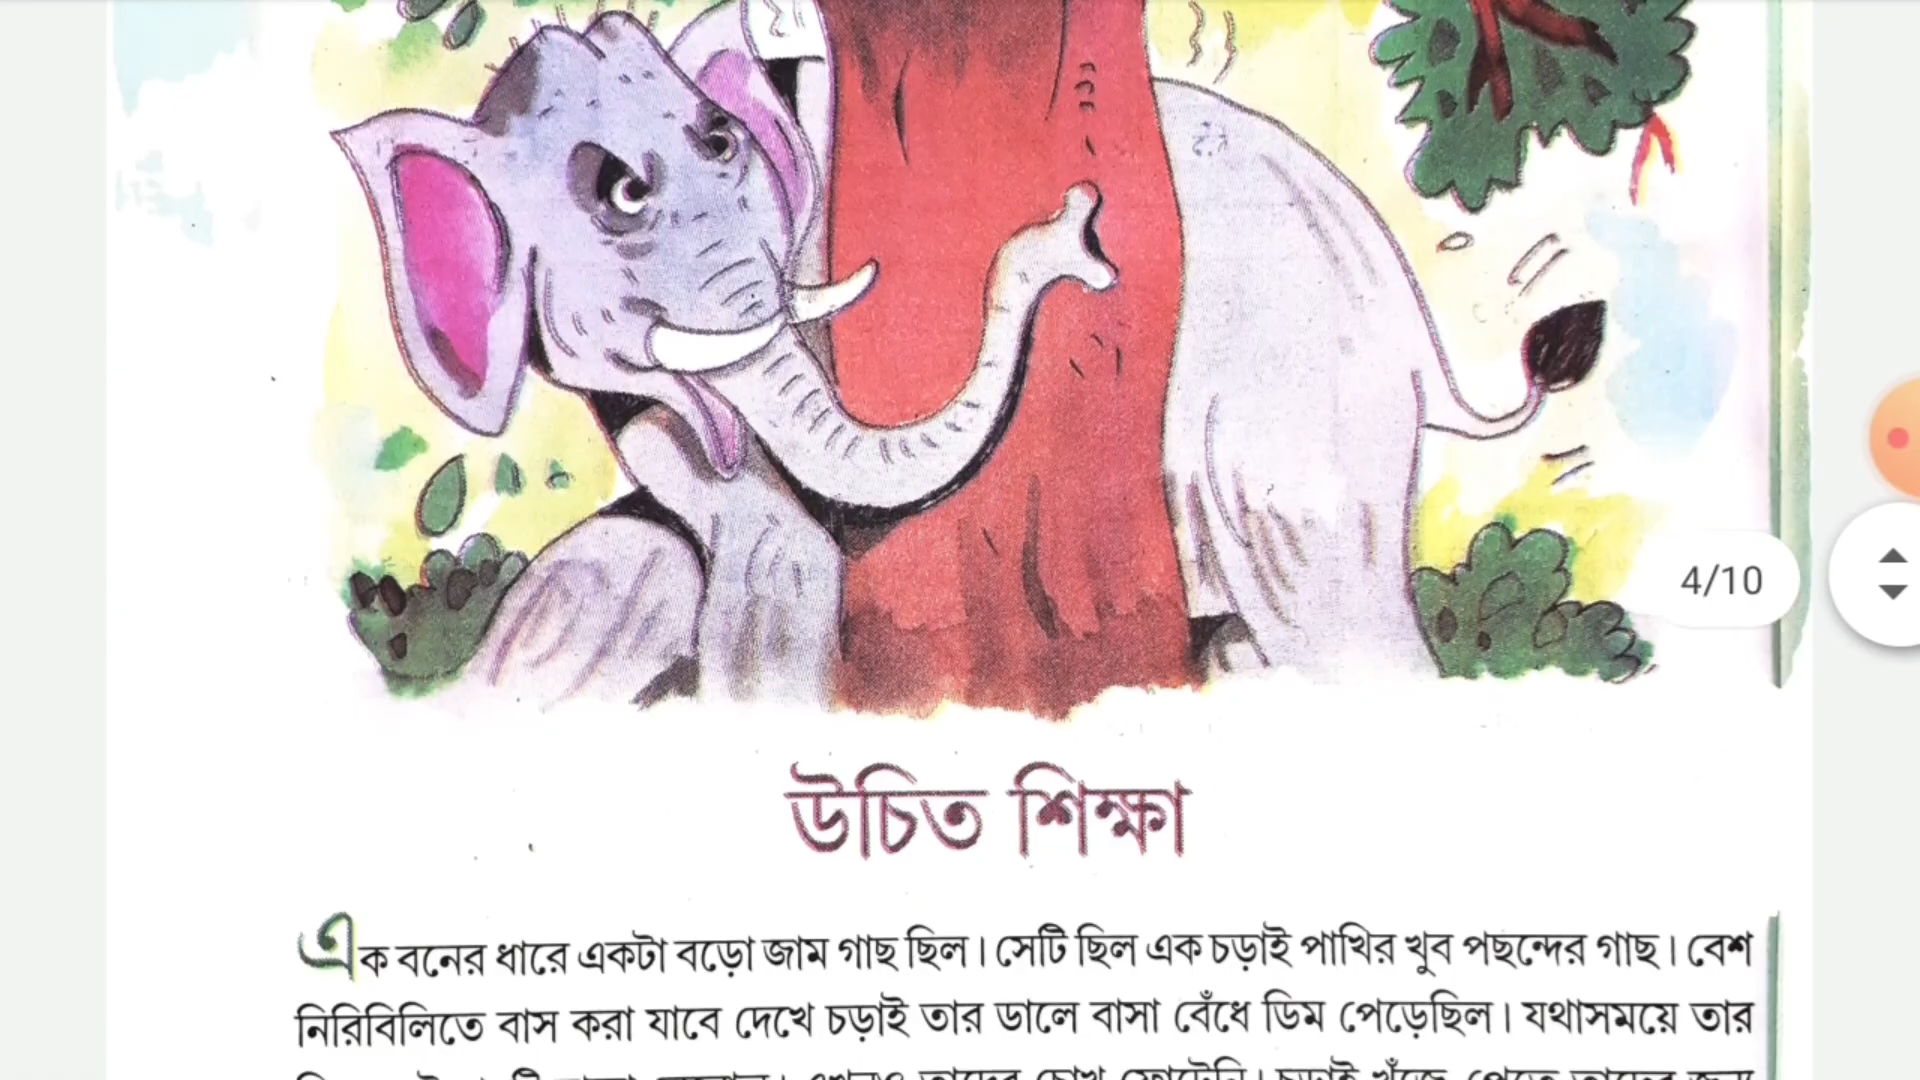 4/10
উচিত শিক্ষা
এক বনের ধারে একটা বড়ো জাম গাছ ছিল। সেটি ছিল এক চড়াই পাখির খুব পছন্দের গাছ। বেশ
নিরিবিলিতে বাস করা যাবে দেখে চড়াই তার ডালে বাসা বেঁধে ডিম পেড়েছিল। যথাসময়ে তার